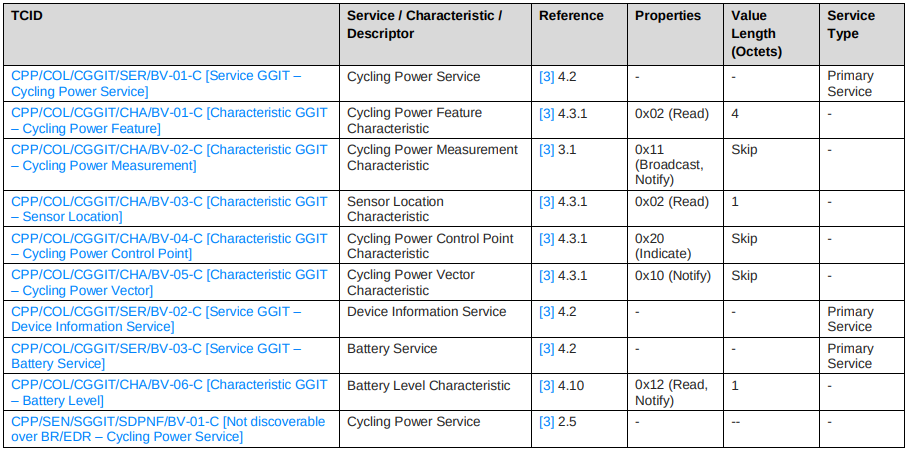 TCID Service / Characteristic / Reference Properties Value Service
Descriptor Length Type
(Octets)
CPP/COL/CGGIT/SER/BV-01-C [Service GGIT – Cycling Power Service [3] 4.2 - - Primary
Cycling Power Service] Service
CPP/COL/CGGIT/CHA/BV-01-C [Characteristic GGIT Cycling Power Feature [3] 4.3.1 0x02 (Read) 4 -
– Cycling Power Feature] Characteristic
CPP/COL/CGGIT/CHA/BV-02-C [Characteristic GGIT Cycling Power Measurement [3] 3.1 0x11 Skip -
– Cycling Power Measurement] Characteristic (Broadcast,
Notify)
CPP/COL/CGGIT/CHA/BV-03-C [Characteristic GGIT Sensor Location [3] 4.3.1 0x02 (Read) 1 -
– Sensor Location] Characteristic
CPP/COL/CGGIT/CHA/BV-04-C [Characteristic GGIT Cycling Power Control Point [3] 4.3.1 0x20 Skip -
– Cycling Power Control Point] Characteristic (Indicate)
CPP/COL/CGGIT/CHA/BV-05-C [Characteristic GGIT Cycling Power Vector [3] 4.3.1 0x10 (Notify) Skip -
– Cycling Power Vector] Characteristic
CPP/COL/CGGIT/SER/BV-02-C [Service GGIT – Device Information Service [3] 4.2 - - Primary
Device Information Service] Service
CPP/COL/CGGIT/SER/BV-03-C [Service GGIT – Battery Service [3] 4.2 - - Primary
Battery Service] Service
CPP/COL/CGGIT/CHA/BV-06-C [Characteristic GGIT Battery Level Characteristic [3] 4.10 0x12 (Read, 1 -
– Battery Level] Notify)
CPP/SEN/SGGIT/SDPNF/BV-01-C [Not discoverable Cycling Power Service [3] 2.5 - -- -
over BR/EDR – Cycling Power Service]